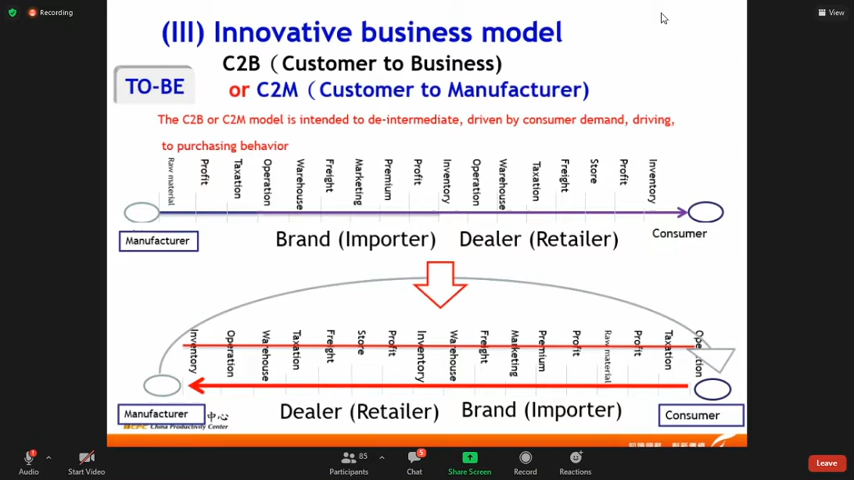 Recording
View
(III) Innovative business model
C2B（Customer to Business)
TO-BE
or C2M（Customer to Manufacturer)
The C2B or C2M model is intended to de-intermediate, driven by consumer demand, driving,
to purchasing behavior
Raw material
Profit
Taxation
Operation
Warehouse
Freight
Marketing
Premium
Profit
Inventory
Operation
Warehouse
Taxation
Freight
Store
Profit
Inventory
Manufacturer
Brand (Importer)
Dealer (Retailer)
Consumer
Inventory
Operation
Warehouse
Taxation
Freight
Store
Profit
Inventory
Warehouse
Freight
Marketing
Premium
Profit
Raw material
Profit
Taxation
Operation
Manufacturer
中心
China Productivity Center
Dealer (Retailer)
Brand (Importer)
Consumer
Audio
Start Video
85
Participants
5
Chat
Share Screen
Record
Reactions
Leave